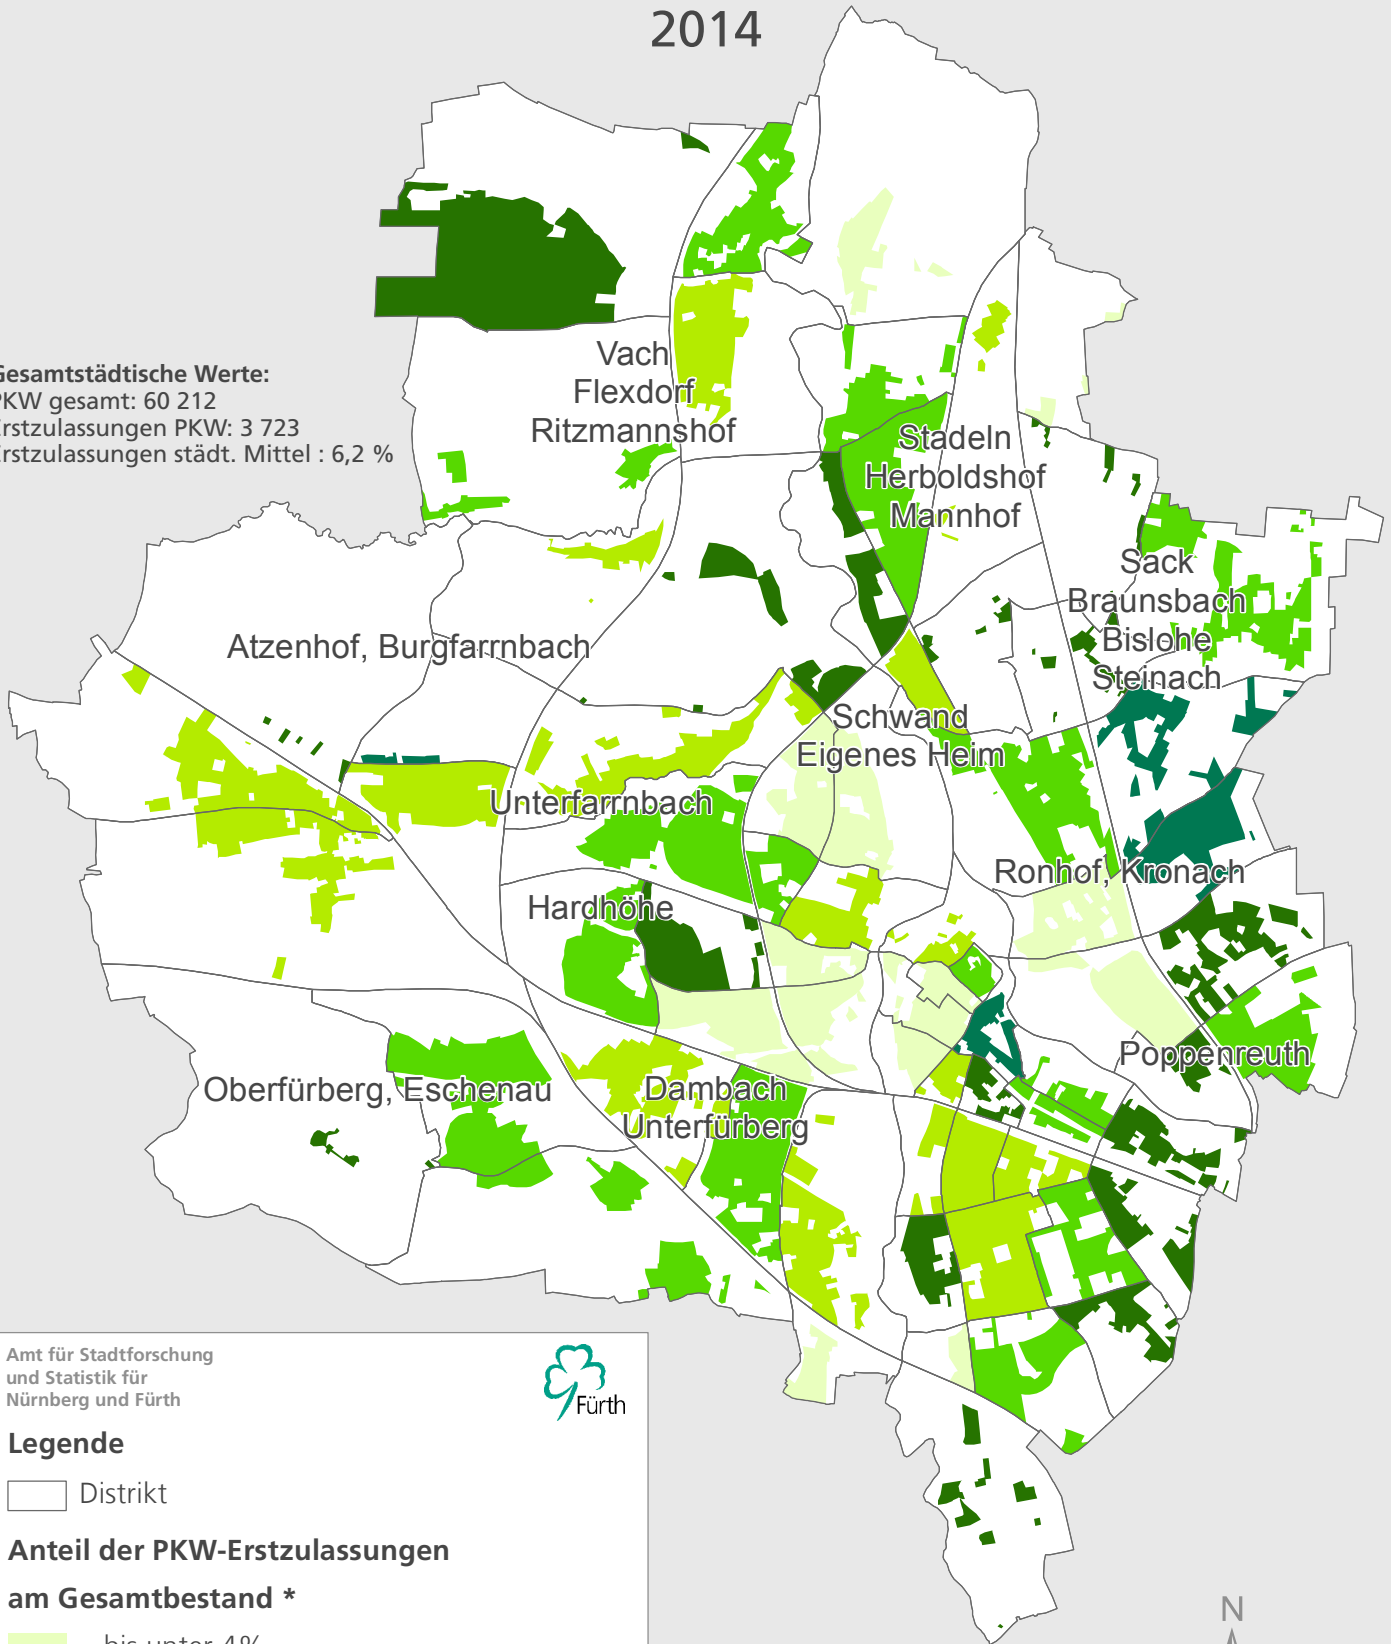 2014
Gesamtstädtische Werte:
PKW gesamt: 60 212
Erstzulassungen PKW: 3 723
Erstzulassungen städt. Mittel : 6,2 %
Vach
Flexdorf
Ritzmannshof
Stadeln
Herboldshof
Mannhof
Sack
Braunsbach
Bislohe
Steinach
Atzenhof, Burgfarrnbach
Schwand
Eigenes Heim
Unterfarrnbach
Ronhof, Kronach
Hardhöhe
Poppenreuth
Oberfürberg, Eschenau
Dambach
Unterfürberg
Amt für Stadtforschung
und Statistik für
Nürnberg und Fürth
Fürth
Legende
Distrikt
Anteil der PKW-Erstzulassungen
am Gesamtbestand *
bis unter 4%
N